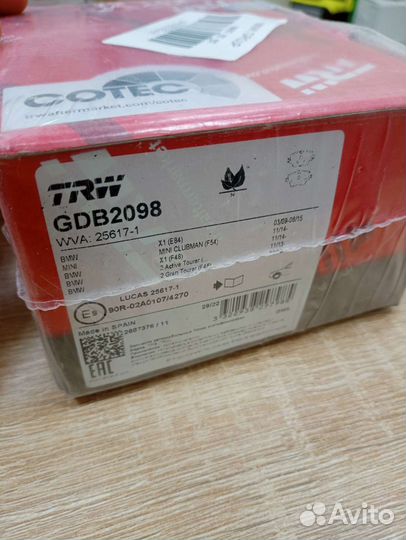 COTEC
trwaftermarket.com/cotec
TRW
TRW
GDB2098
WVA: 25617-1
BMW X1 (E84) 03/09-06/15
MINI MINI CLUBMAN (F54) 11/14-
BMW X1 (F48) 11/14-
BMW 2 Active Tourer
BMW 2 Gran Tourer
LUCAS 25617-1
E9 90R-02A0107/4270
Made in SPAIN
EAC
Avito